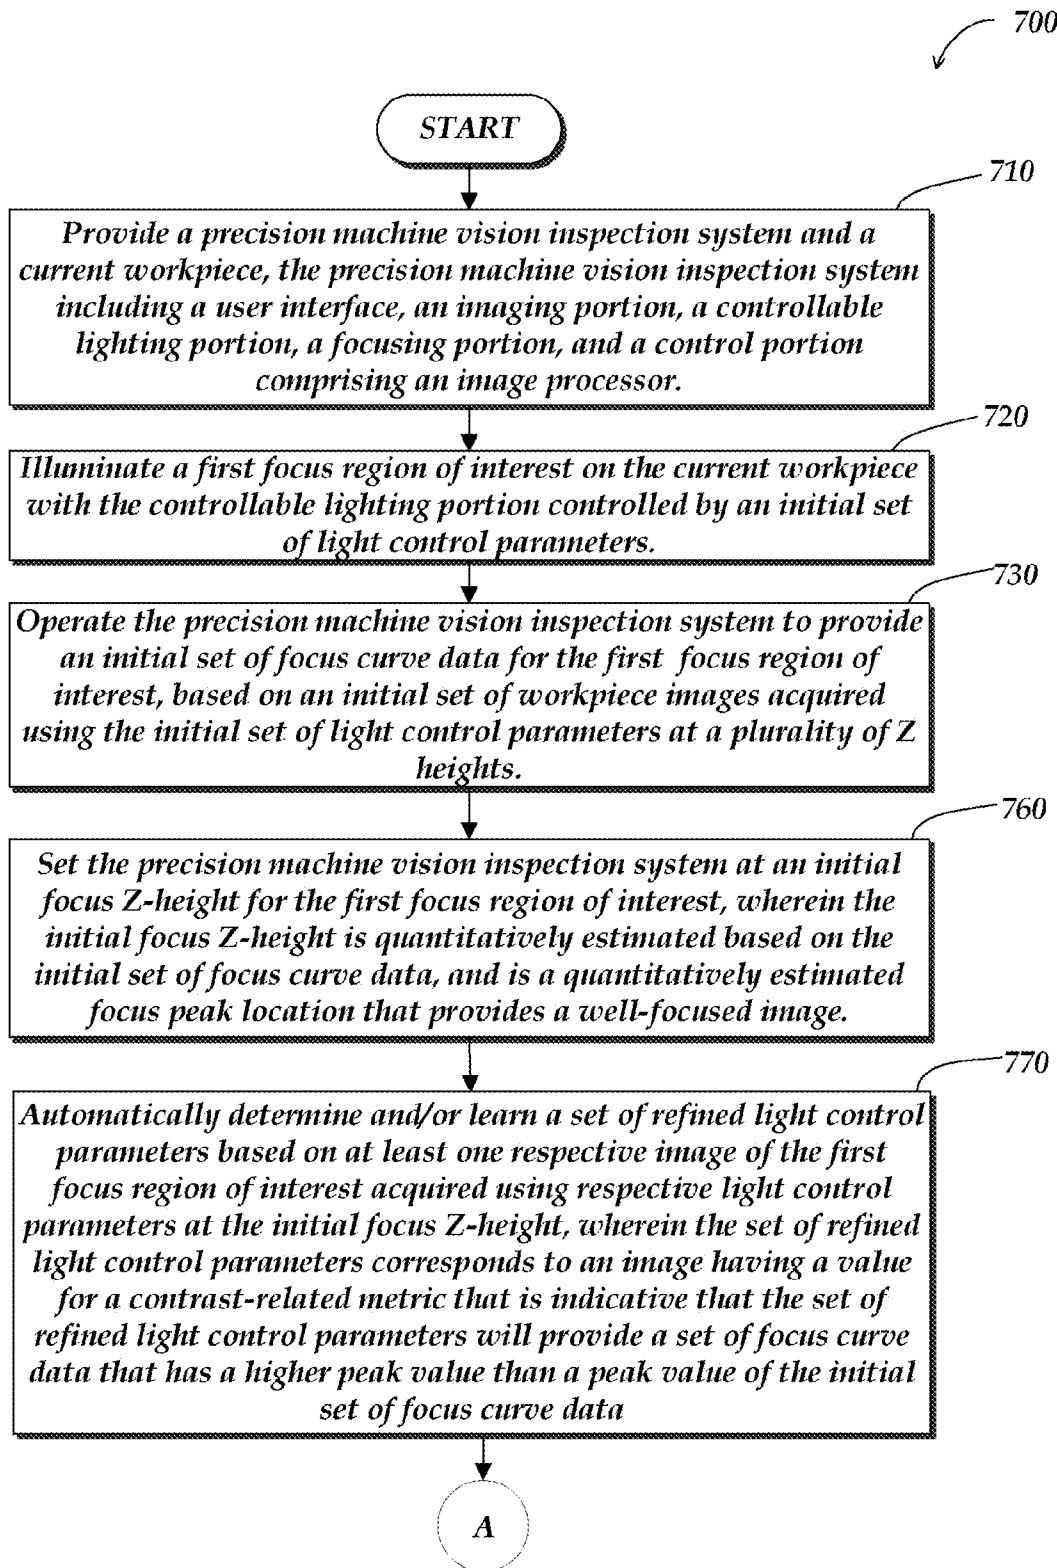 700
START
710
Provide a precision machine vision inspection system and a
current workpiece, the precision machine vision inspection system
including a user interface, an imaging portion, a controllable
lighting portion, a focusing portion, and a control portion
comprising an image processor.
720
Illuminate a first focus region of interest on the current workpiece
with the controllable lighting portion controlled by an initial set
of light control parameters.
730
Operate the precision machine vision inspection system to provide
an initial set of focus curve data for the first focus region of
interest, based on an initial set of workpiece images acquired
using the initial set of light control parameters at a plurality of Z
heights.
760
Set the precision machine vision inspection system at an initial
focus Z-height for the first focus region of interest, wherein the
initial focus Z-height is quantitatively estimated based on the
initial set of focus curve data, and is a quantitatively estimated
focus peak location that provides a well-focused image.
770
Automatically determine and/or learn a set of refined light control
parameters based on at least one respective image of the first
focus region of interest acquired using respective light control
parameters at the initial focus Z-height, wherein the set of refined
light control parameters corresponds to an image having a value
for a contrast-related metric that is indicative that the set of
refined light control parameters will provide a set of focus curve
data that has a higher peak value than a peak value of the initial
set of focus curve data
A